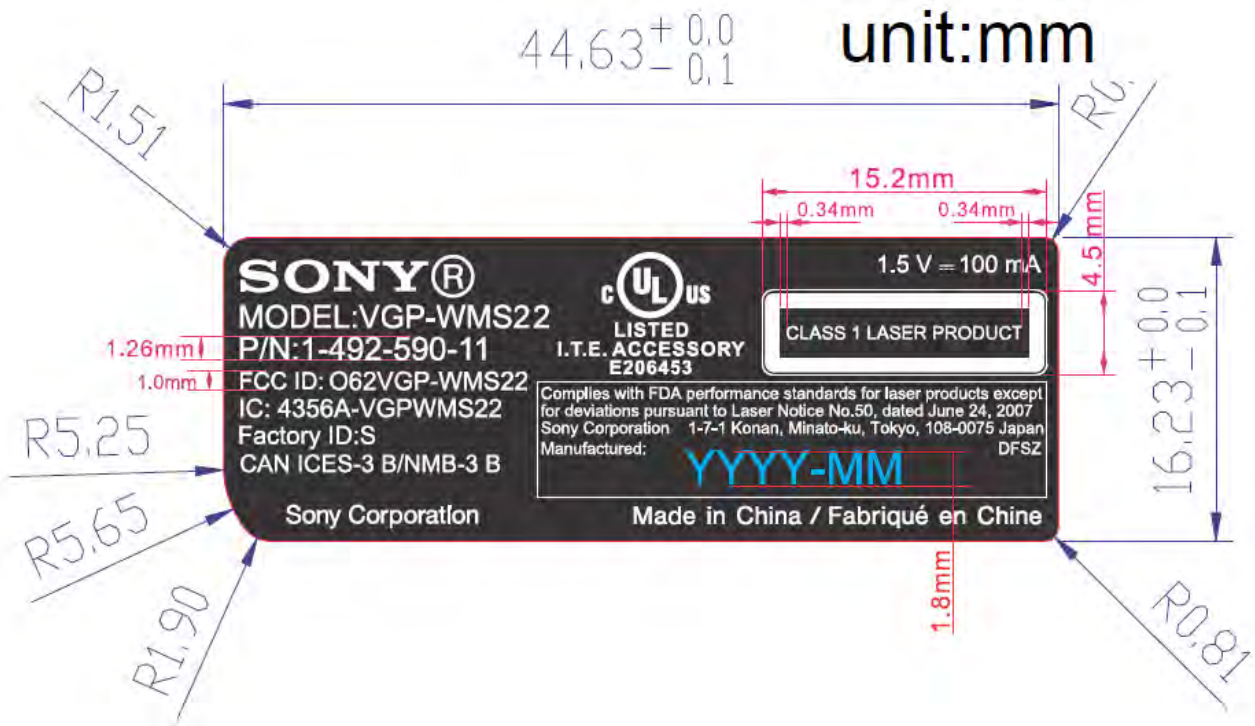 unit:mm
44.63 + 0.0
- 0.1
R1.51
R0.
15.2mm
0.34mm 0.34mm
4.5 mm
SONY®
MODEL:VGP-WMS22
P/N:1-492-590-11
FCC ID: O62VGP-WMS22
IC: 4356A-VGPWMS22
Factory ID:S
CAN ICES-3 B/NMB-3 B
Sony Corporation
1.26mm
1.0mm
C UL US
LISTED
I.T.E. ACCESSORY
E206453
1.5 V = 100 mA
CLASS 1 LASER PRODUCT
Complies with FDA performance standards for laser products except
for deviations pursuant to Laser Notice No.50, dated June 24, 2007
Sony Corporation 1-7-1 Konan, Minato-ku, Tokyo, 108-0075 Japan
Manufactured: DFSZ
YYYY-MM
Made in China / Fabriqué en Chine
16.23 + 0.0
- 0.1
R5.25
R5.65
R1.90
1.8mm
R0.81